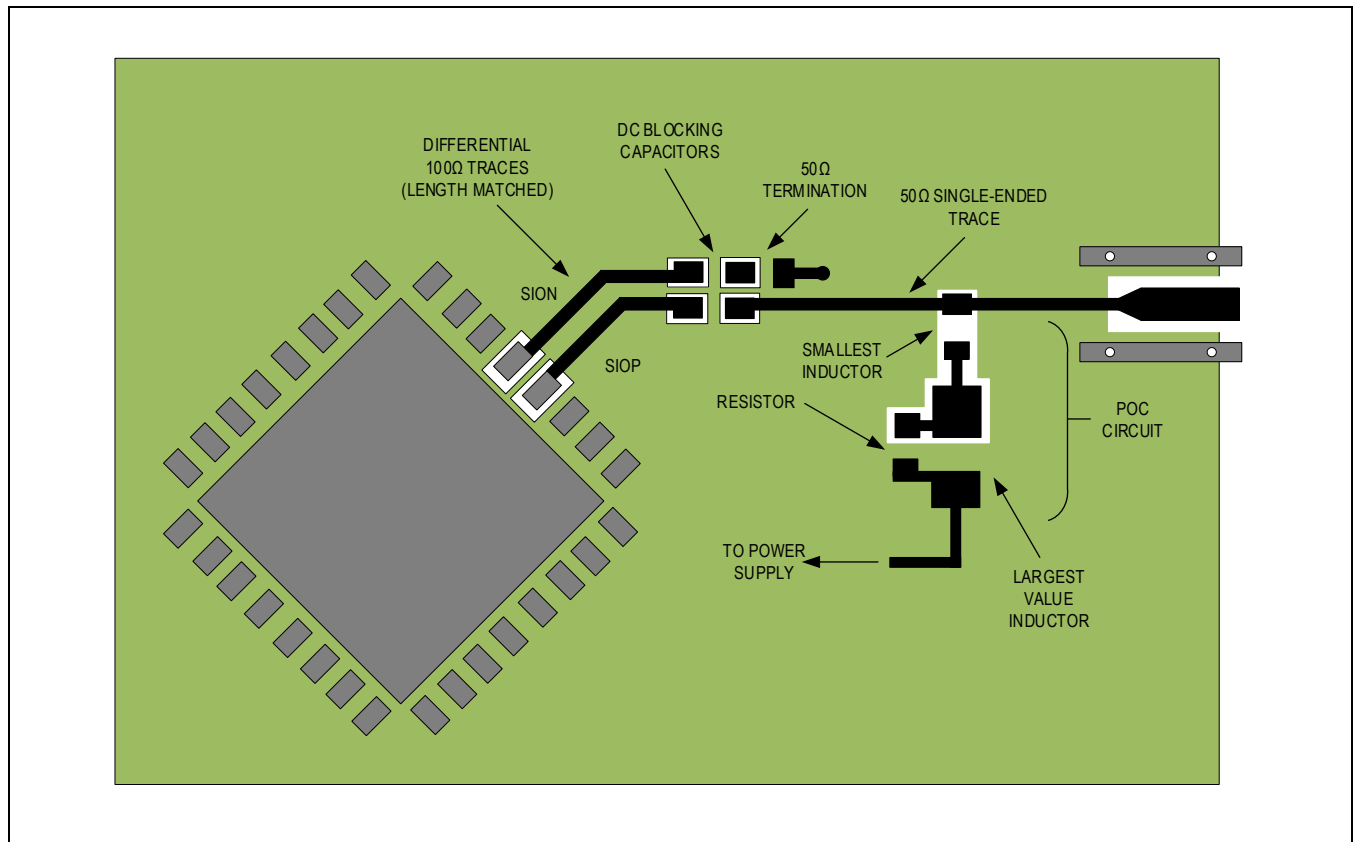 DIFFERENTIAL
100Ω TRACES
(LENGTH MATCHED)
DC BLOCKING
CAPACITORS
50Ω
TERMINATION
50Ω SINGLE-ENDED
TRACE
SION
SIOP
SMALLEST
INDUCTOR
RESISTOR
POC
CIRCUIT
TO POWER
SUPPLY
LARGEST
VALUE
INDUCTOR